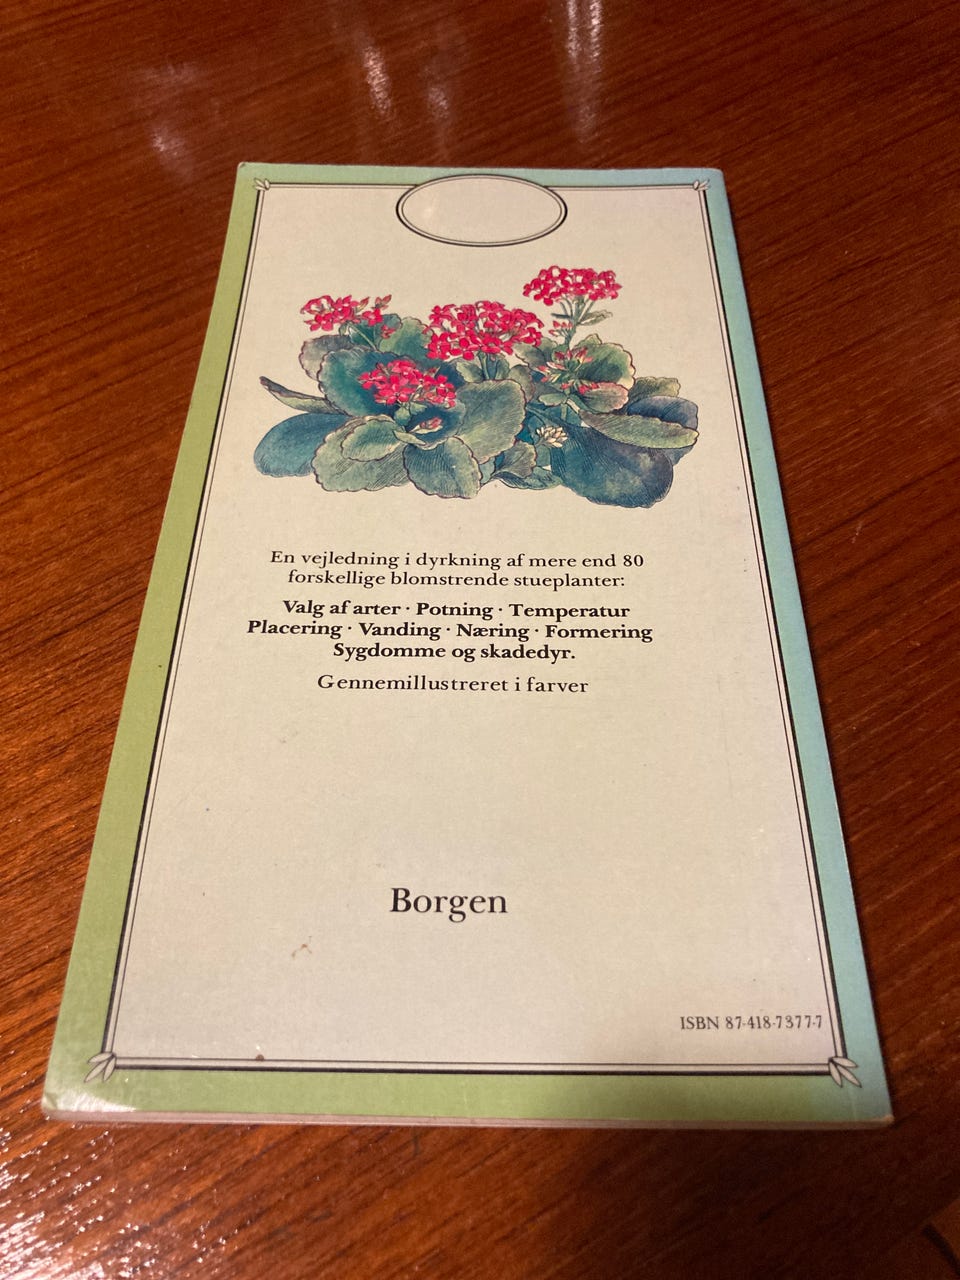 En vejledning i dyrkning af mere end 80
forskellige blomstrende stueplanter:
Valg af arter · Potning · Temperatur
Placering · Vanding · Næring · Formering
Sygdomme og skadedyr.
Gennemillustreret i farver
Borgen
ISBN 87-418-7377-7